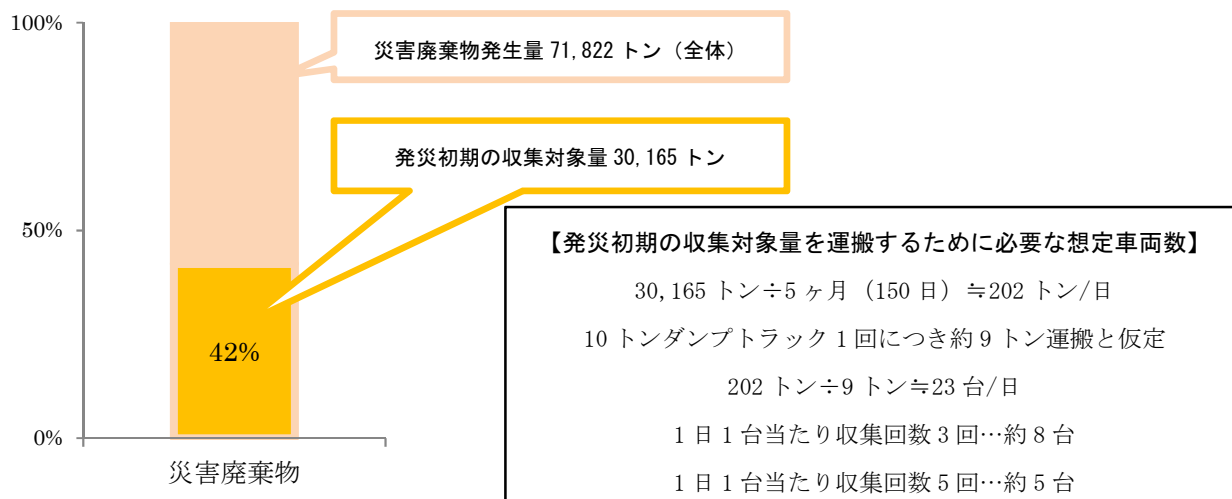 100%
災害廃棄物発生量 71,822 トン（全体）
発災初期の収集対象量 30,165 トン
50%
【発災初期の収集対象量を運搬するために必要な想定車両数】
30,165 トン÷5 ヶ月（150 日）≒202 トン/日
10 トンダンプトラック 1 回につき約 9 トン運搬と仮定
42%
202 トン÷9 トン≒23 台/日
0%
1 日 1 台当たり収集回数 3 回…約 8 台
災害廃棄物
1 日 1 台当たり収集回数 5 回…約 5 台